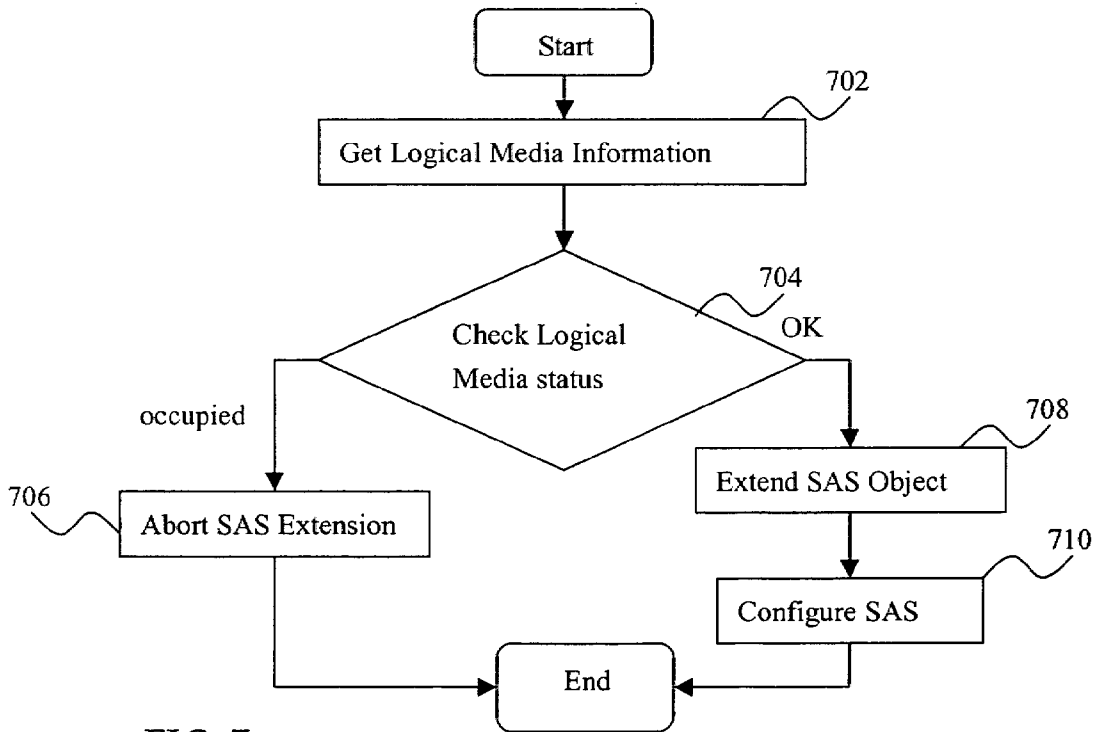 Start
702
Get Logical Media Information
704
Check Logical
Media status
OK
occupied
708
Extend SAS Object
706
Abort SAS Extension
710
Configure SAS
End